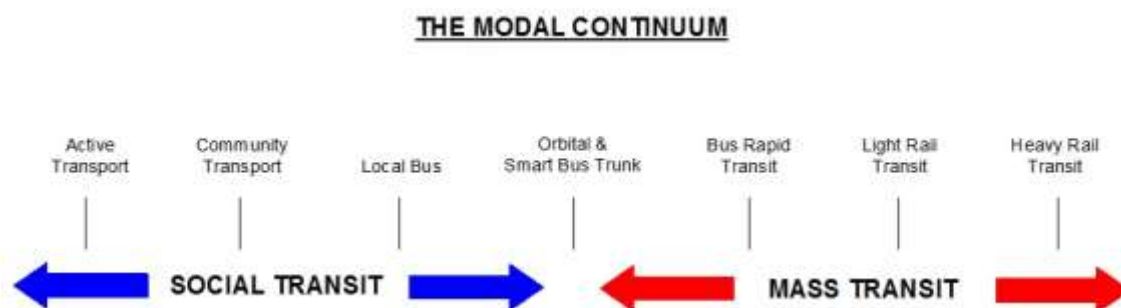 THE MODAL CONTINUUM
Active
Transport
Community
Transport
Local Bus
Orbital &
Smart Bus Trunk
Bus Rapid
Transit
Light Rail
Transit
Heavy Rail
Transit
SOCIAL TRANSIT
MASS TRANSIT